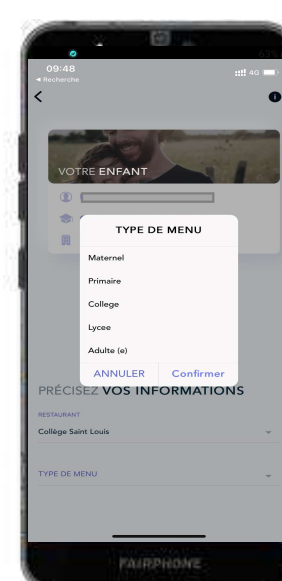 63%
09:48
4G
Recherche
VOTRE ENFANT
TYPE DE MENU
Maternel
Primaire
College
Lycee
Adulte (e)
ANNULER Confirmer
PRÉCISEZ VOS INFORMATIONS
RESTAURANT
Collège Saint Louis
TYPE DE MENU
FAIRPHONE